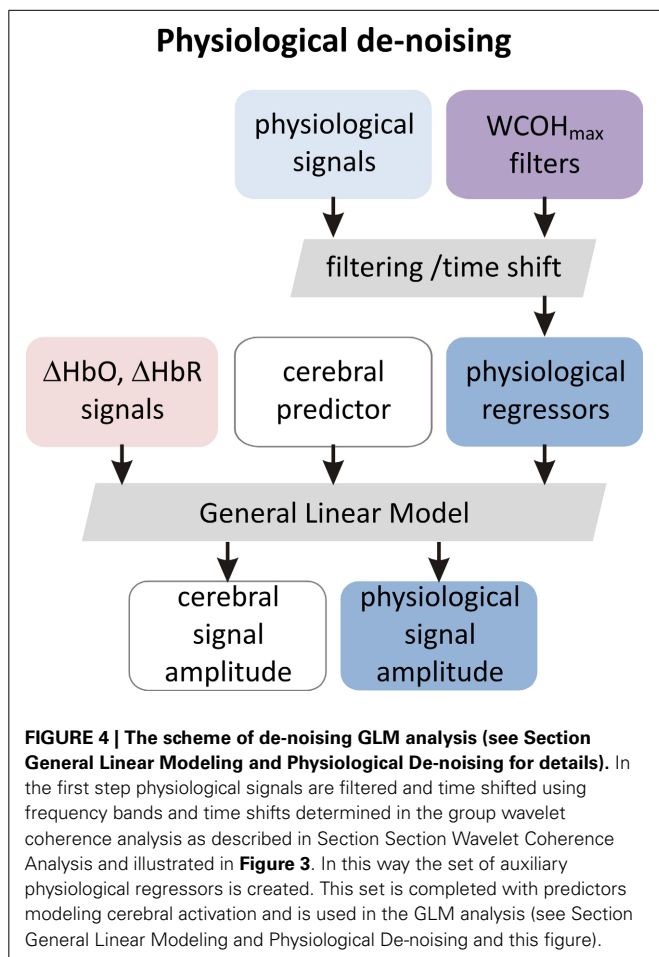 Physiological de-noising
physiological
signals
WCOHmax
filters
filtering /time shift
ΔHbO, ΔHbR
signals
cerebral
predictor
physiological
regressors
General Linear Model
cerebral
signal
amplitude
physiological
signal
amplitude
FIGURE 4 | The scheme of de-noising GLM analysis (see Section
General Linear Modeling and Physiological De-noising for details). In
the first step physiological signals are filtered and time shifted using
frequency bands and time shifts determined in the group wavelet
coherence analysis as described in Section Section Wavelet Coherence
Analysis and illustrated in Figure 3. In this way the set of auxiliary
physiological regressors is created. This set is completed with predictors
modeling cerebral activation and is used in the GLM analysis (see Section
General Linear Modeling and Physiological De-noising and this figure).